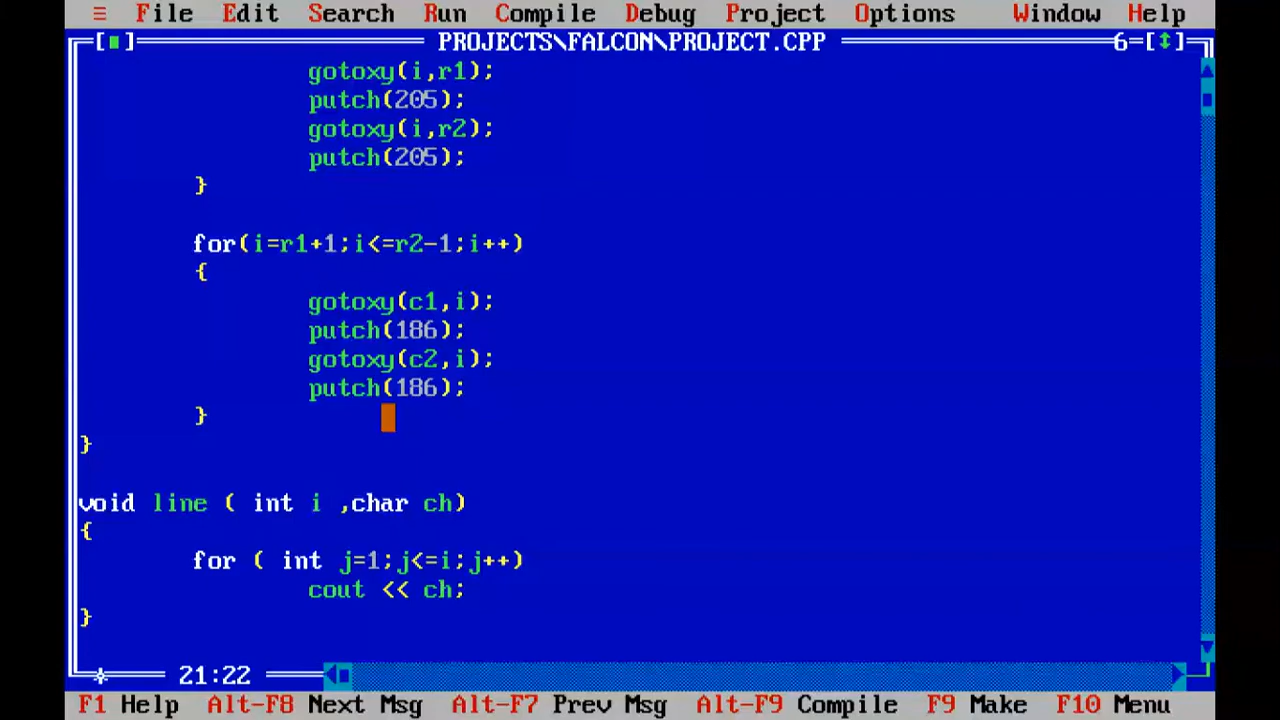 ≡ File Edit Search Run Compile Debug Project Options Window Help
[■] PROJECTS\FALCON\PROJECT.CPP 6=[↕]
gotoxy(i,r1);
putch(205);
gotoxy(i,r2);
putch(205);
}
for(i=r1+1;i<=r2-1;i++)
{
gotoxy(c1,i);
putch(186);
gotoxy(c2,i);
putch(186);
}
}
void line ( int i ,char ch)
{
for ( int j=1;j<=i;j++)
cout << ch;
}
21:22
F1 Help Alt-F8 Next Msg Alt-F7 Prev Msg Alt-F9 Compile F9 Make F10 Menu